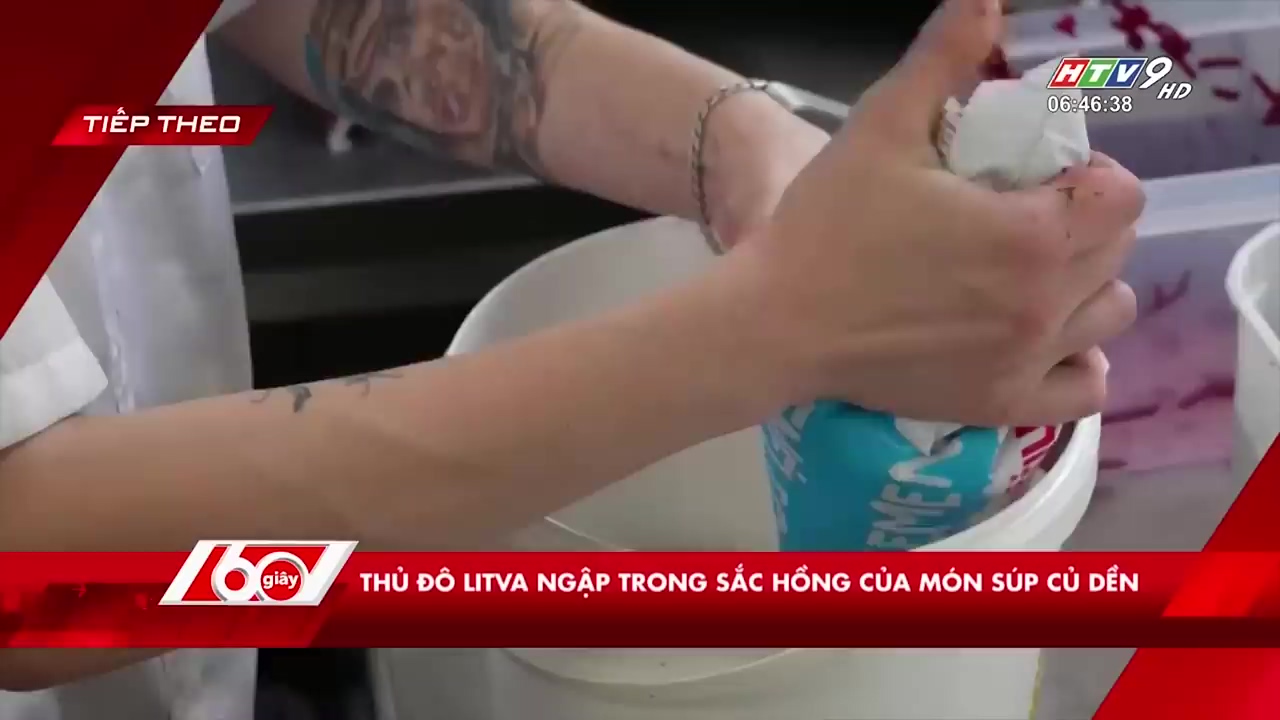 TIẾP THEO
HTV9 HD
06:46:38
60 giây
THỦ ĐÔ LITVA NGẬP TRONG SẮC HỒNG CỦA MÓN SÚP CỦ DỀN